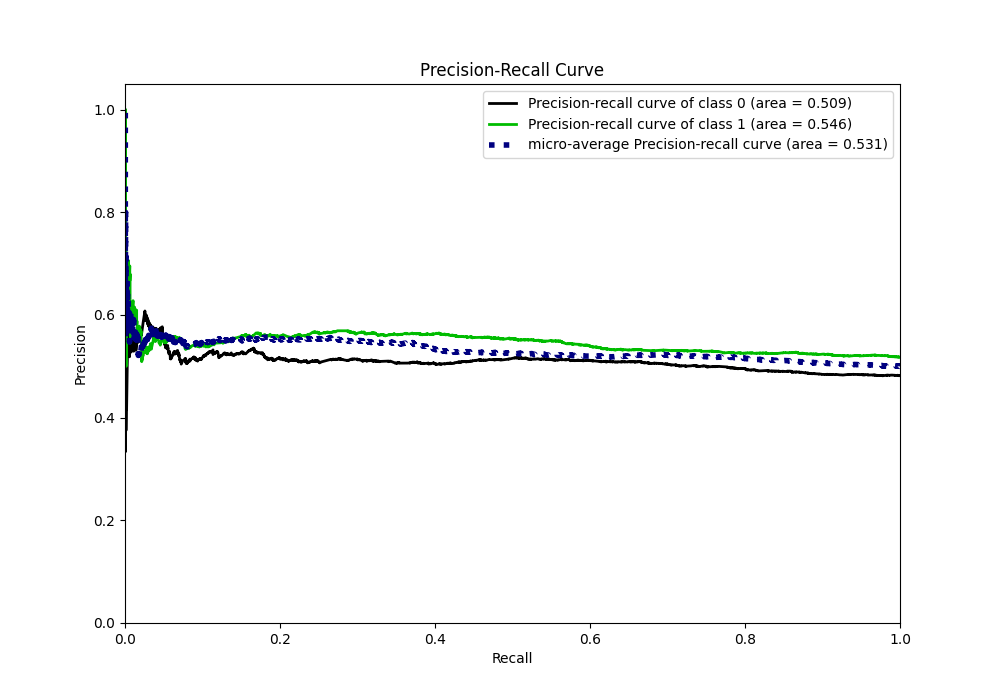 Precision-Recall Curve
Precision-recall curve of class 0 (area = 0.509)
Precision-recall curve of class 1 (area = 0.546)
micro-average Precision-recall curve (area = 0.531)
Precision
1.0
0.8
0.6
0.4
0.2
0.0
0.0 0.2 0.4 0.6 0.8 1.0
Recall